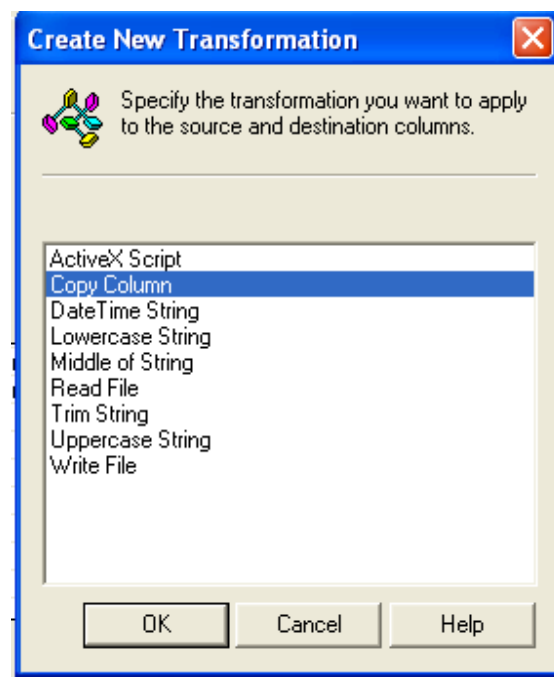 Create New Transformation
Specify the transformation you want to apply
to the source and destination columns.
ActiveX Script
Copy Column
DateTime String
Lowercase String
Middle of String
Read File
Trim String
Uppercase String
Write File
OK Cancel Help